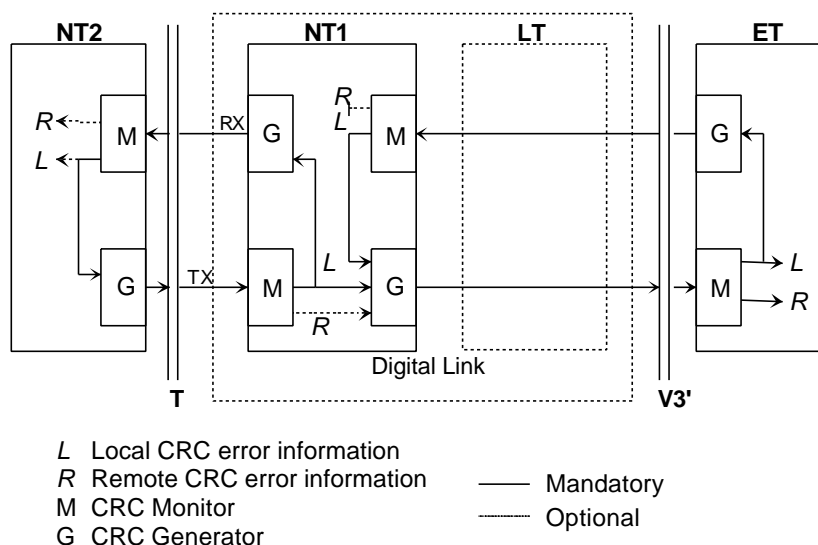 NT2 NT1 LT ET
R M RX G R L M G
L
G TX M L G M L
R R
Digital Link
T V3'
L Local CRC error information
R Remote CRC error information
M CRC Monitor
G CRC Generator
Mandatory
Optional